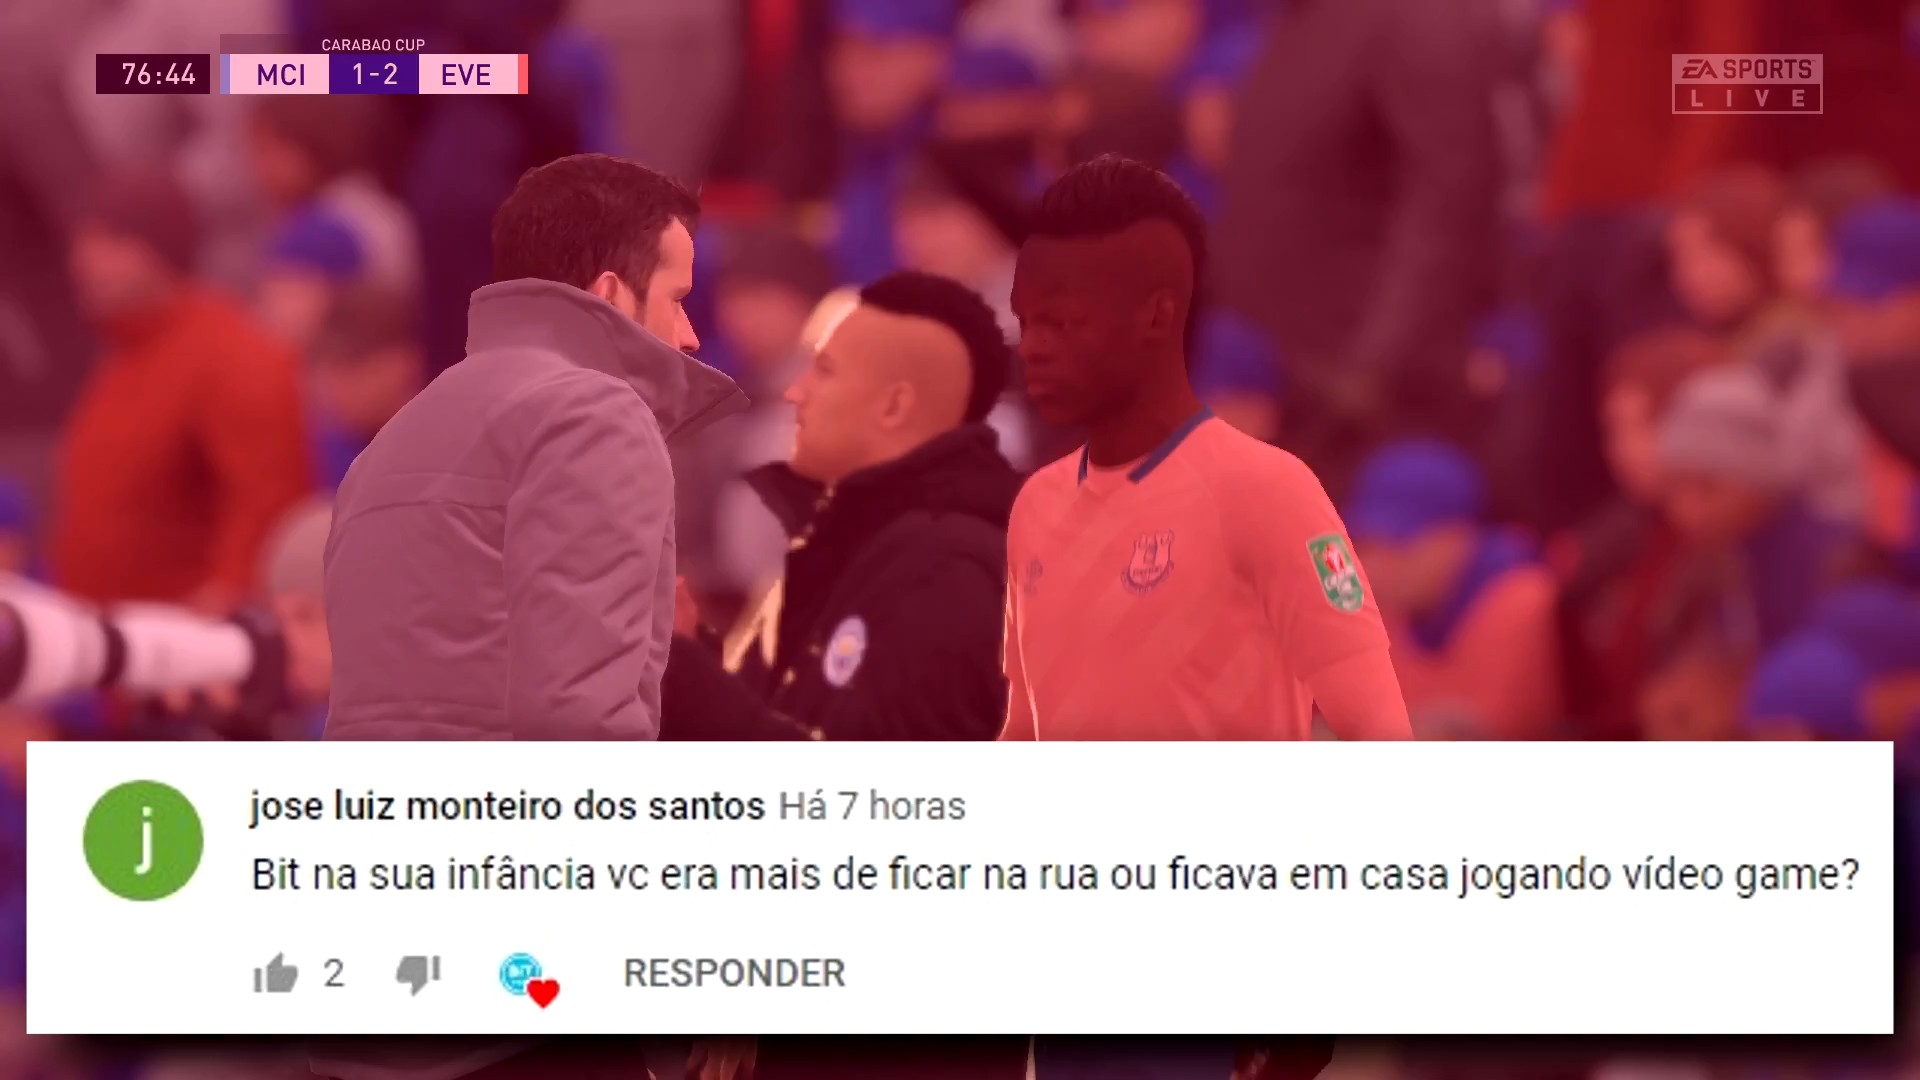 CARABAO CUP
76:44 MCI 1-2 EVE
EA SPORTS
LIVE
j
jose luiz monteiro dos santos Há 7 horas
Bit na sua infância vc era mais de ficar na rua ou ficava em casa jogando vídeo game?
2 BIT RESPONDER